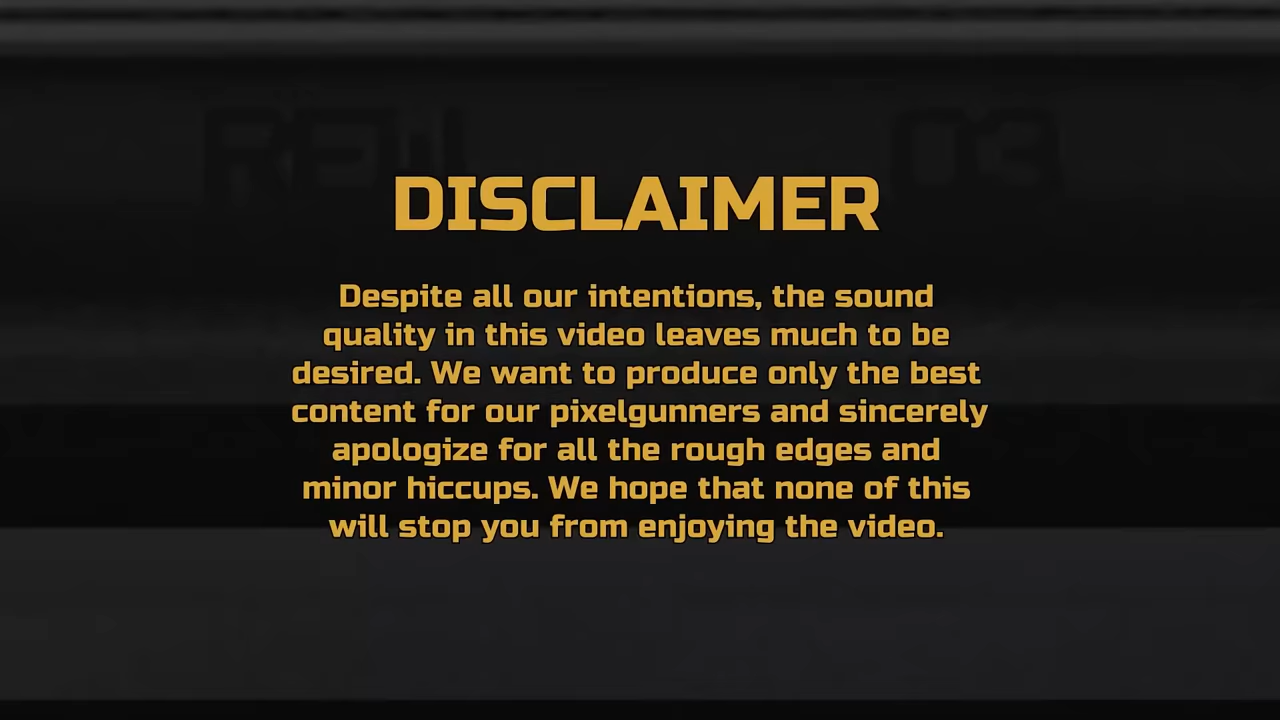 REW 03
DISCLAIMER
Despite all our intentions, the sound
quality in this video leaves much to be
desired. We want to produce only the best
content for our pixelgunners and sincerely
apologize for all the rough edges and
minor hiccups. We hope that none of this
will stop you from enjoying the video.